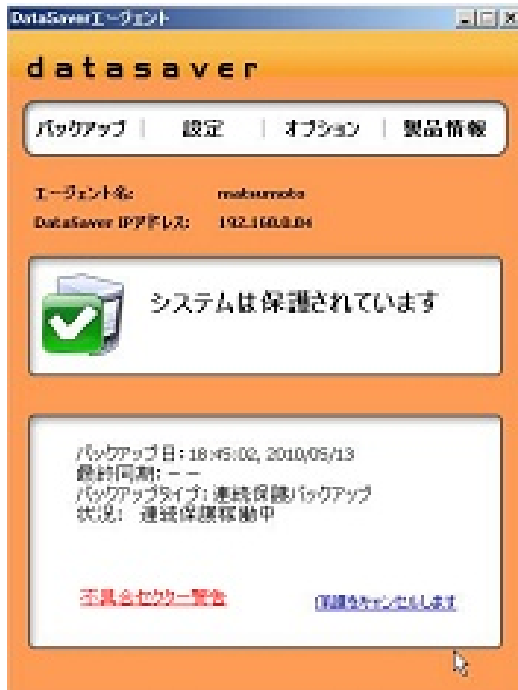 DataSaverエージェント
datasaver
バックアップ | 設定 | オプション | 製品情報
エージェント名: matsumoto
DataSaver IPアドレス: 192.168.0.84
システムは保護されています
バックアップ日: 18:45:02, 2010/05/13
最終同期: – –
バックアップタイプ: 連続保護バックアップ
状況: 連続保護稼動中
不具合セクター警告
保護をキャンセルします